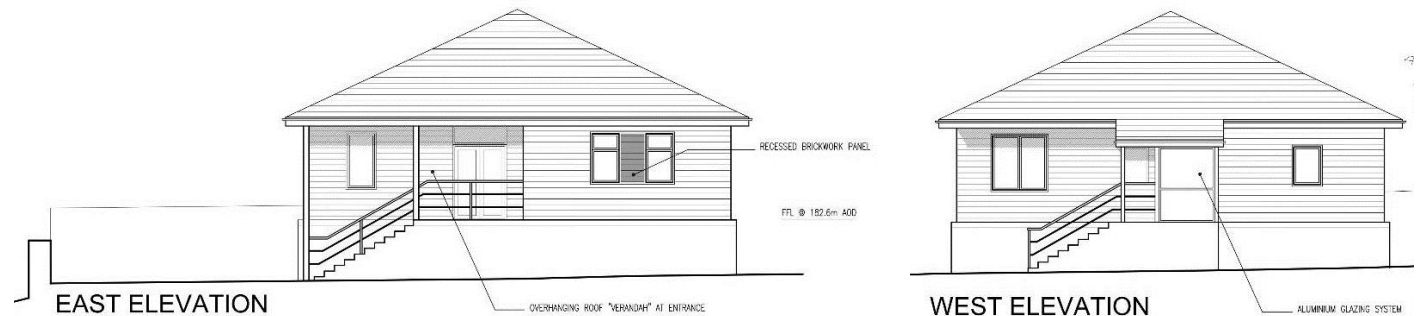 RECESSED BRICKWORK PANEL
FFL @ 182.6m AOD
OVERHANGING ROOF "VERANDAH" AT ENTRANCE
EAST ELEVATION
ALUMINIUM GLAZING SYSTEM
WEST ELEVATION